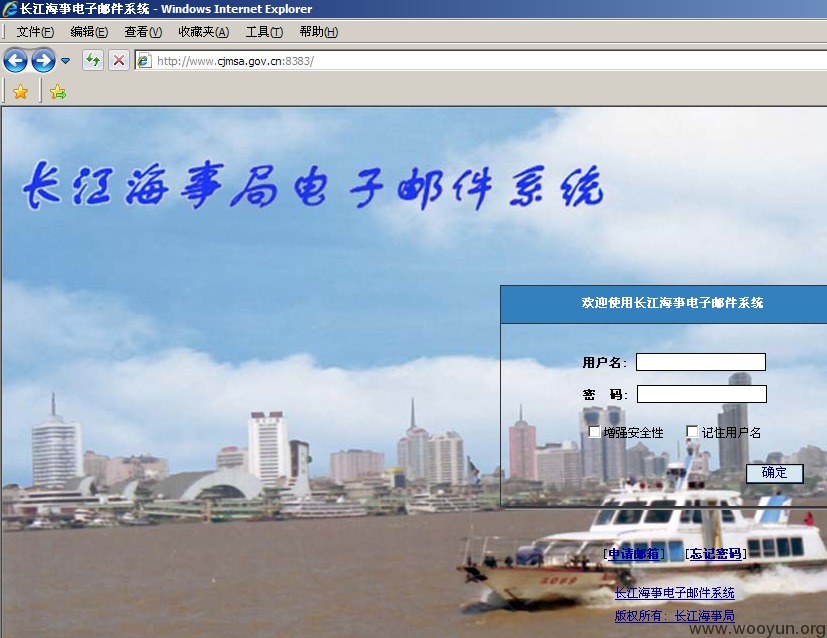 长江海事电子邮件系统 - Windows Internet Explorer
文件(F) 编辑(E) 查看(V) 收藏夹(A) 工具(T) 帮助(H)
http://www.cjmsa.gov.cn:8383/
长江海事局电子邮件系统
欢迎使用长江海事电子邮件系统
用户名：
密 码：
增强安全性 记住用户名
确定
[申请邮箱] [忘记密码]
长江海事电子邮件系统
版权所有：长江海事局
www.wooyun.org